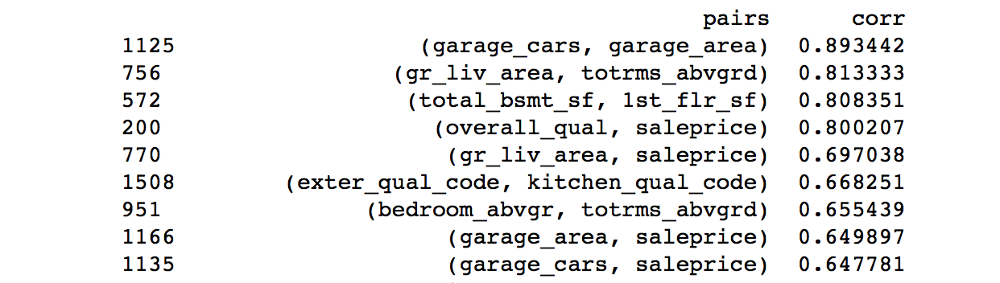 pairs corr
1125 (garage_cars, garage_area) 0.893442
756 (gr_liv_area, totrms_abvgrd) 0.813333
572 (total_bsmt_sf, 1st_flr_sf) 0.808351
200 (overall_qual, saleprice) 0.800207
770 (gr_liv_area, saleprice) 0.697038
1508 (exter_qual_code, kitchen_qual_code) 0.668251
951 (bedroom_abvgr, totrms_abvgrd) 0.655439
1166 (garage_area, saleprice) 0.649897
1135 (garage_cars, saleprice) 0.647781